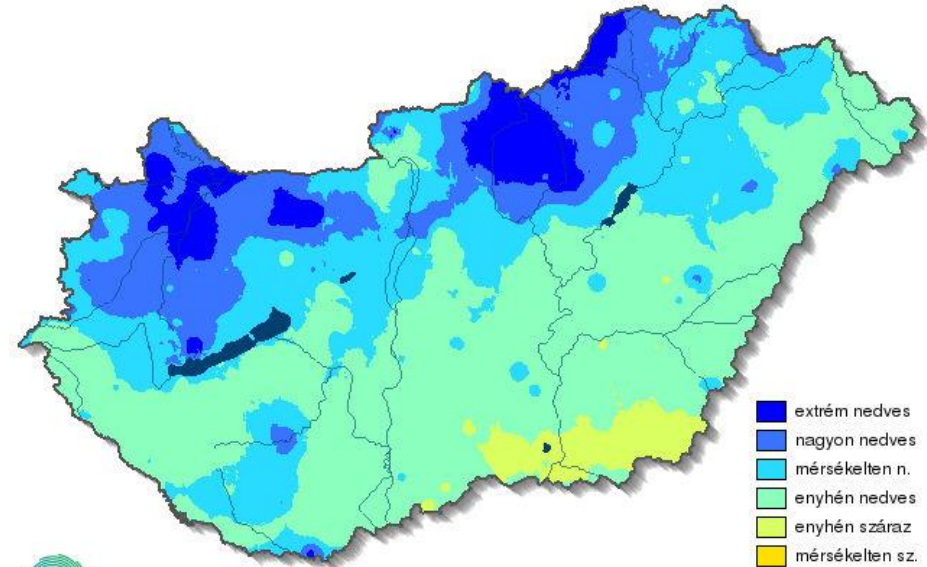 extrém nedves
nagyon nedves
mérsékelten n.
enyhén nedves
enyhén száraz
mérsékelten sz.